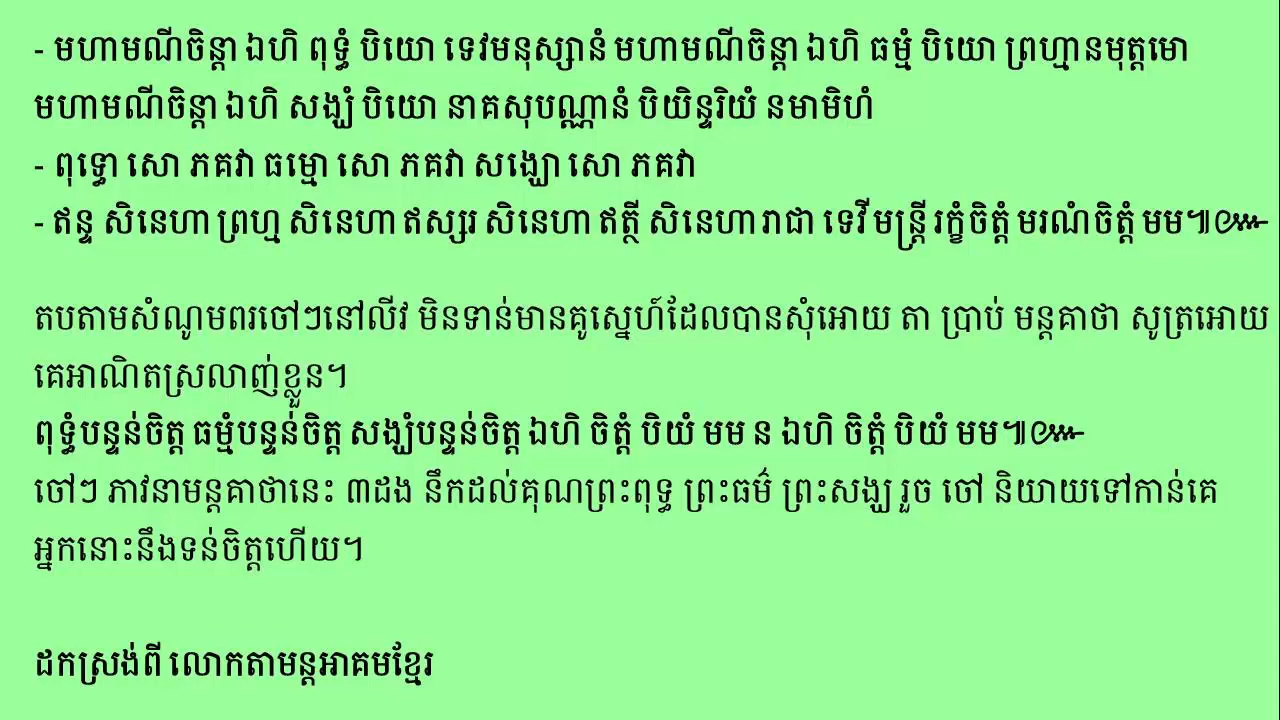 - មហាមណីចិន្តា ឯហិ ពុទ្ធំ បិយោ ទេវមនុស្សានំ មហាមណីចិន្តា ឯហិ ធម្មំ បិយោ ព្រហ្មានមុត្តមោ
មហាមណីចិន្តា ឯហិ សង្ឃំ បិយោ នាគសុបណ្ណានំ បិយិន្ទរិយំ នមាមិហំ
- ពុទ្ធោ សោ ភគវា ធម្មោ សោ ភគវា សង្ឃោ សោ ភគវា
- ឥន្ទ សិនេហា ព្រហ្ម សិនេហា ឥស្សរ សិនេហា ឥត្ថី សិនេហា រាជា ទេវី មន្ត្រី រក្ខំចិត្តំ មរណំចិត្តំ មម៕៚
តបតាមសំណូមពរចៅៗនៅលីវ មិនទាន់មានគូស្នេហ៍ដែលបានសុំអោយ តា ប្រាប់ មន្តគាថា សូត្រអោយ
គេអាណិតស្រលាញ់ខ្លួន។
ពុទ្ធំបន្ទន់ចិត្ត ធម្មំបន្ទន់ចិត្ត សង្ឃំបន្ទន់ចិត្ត ឯហិ ចិត្តំ បិយំ មម ន ឯហិ ចិត្តំ បិយំ មម៕៚
ចៅៗ ភាវនាមន្តគាថានេះ ៣ដង នឹកដល់គុណព្រះពុទ្ធ ព្រះធម៌ ព្រះសង្ឃ រួច ចៅ និយាយទៅកាន់គេ
អ្នកនោះនឹងទន់ចិត្តហើយ។
ដកស្រង់ពី លោកតាមន្តអាគមខ្មែរ